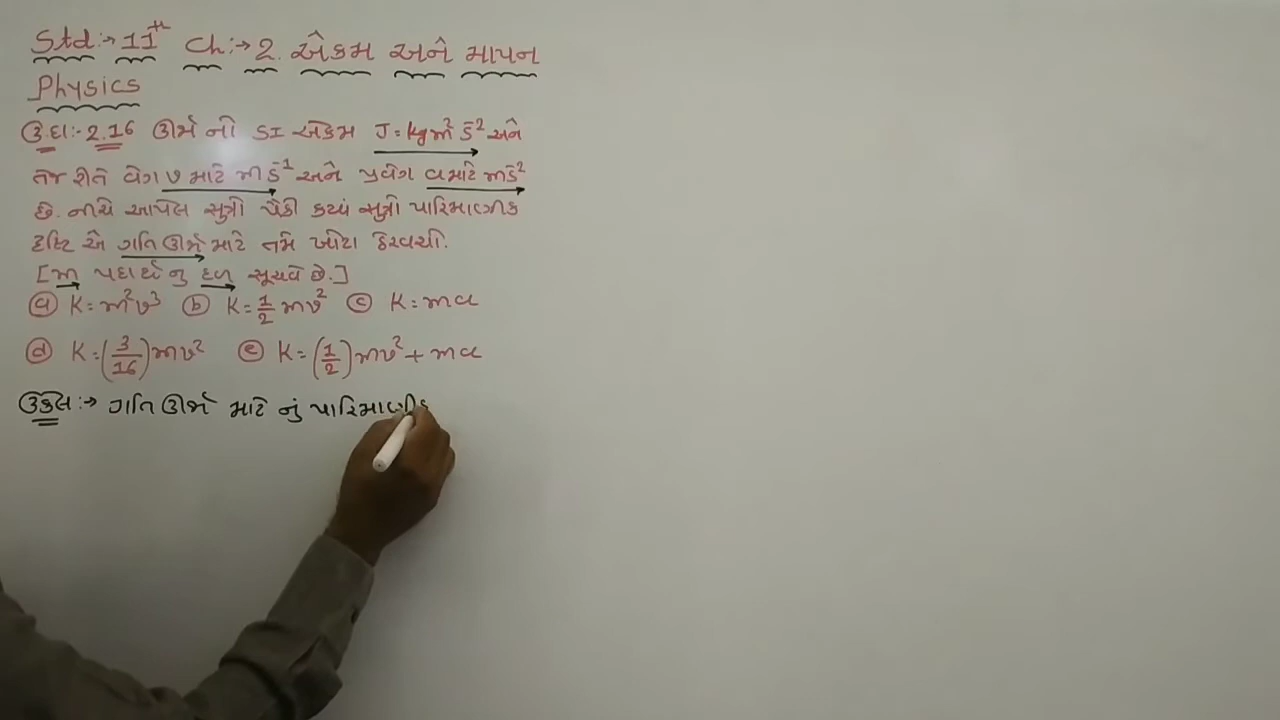 Std:→ 11th Ch:→ 2. એકમ અને માપન
Physics
ઉદા:- 2.16 ઊર્જા નો SI એકમ J = kg m² s⁻² અને
તેજ રીતે વેગ v માટે m s⁻¹ અને પ્રવેગ a માટે m s⁻²
છે. નીચે આપેલ સુત્રો પૈકી કયાં સુત્રો પારિમાણીક
દ્રષ્ટિ એ ગતિ ઊર્જા માટે તમે ખોટા ઠેરવશો.
[m પદાર્થ નુ દળ સૂચવે છે.]
ⓐ K = m²v³ ⓑ K = 1/2 mv² ⓒ K = ma
ⓓ K = (3/16) mv² ⓔ K = (1/2) mv² + ma
ઉકેલ :→ ગતિ ઊર્જા માટે નું પારિમાણીક